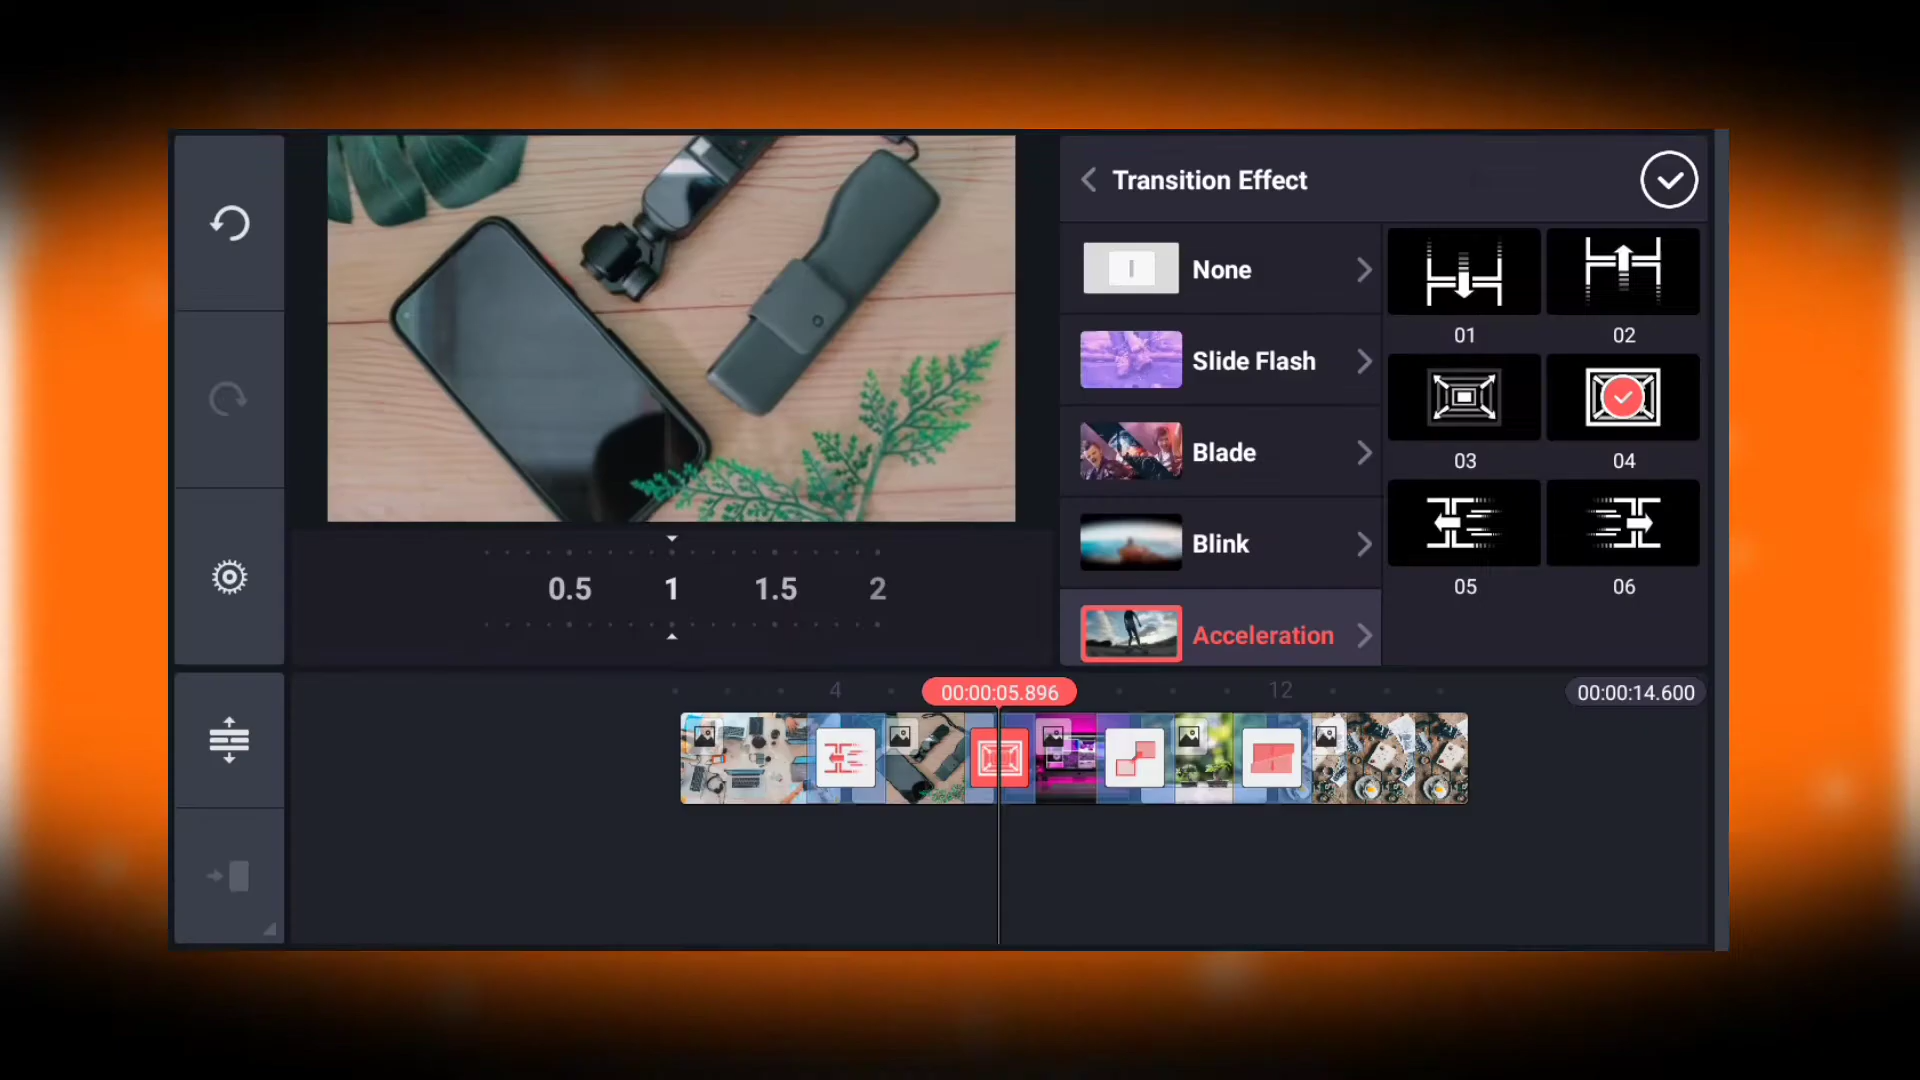 Transition Effect
None
Slide Flash
Blade
Blink
Acceleration
01
02
03
04
05
06
0.5
1
1.5
2
4
00:00:05.896
12
00:00:14.600